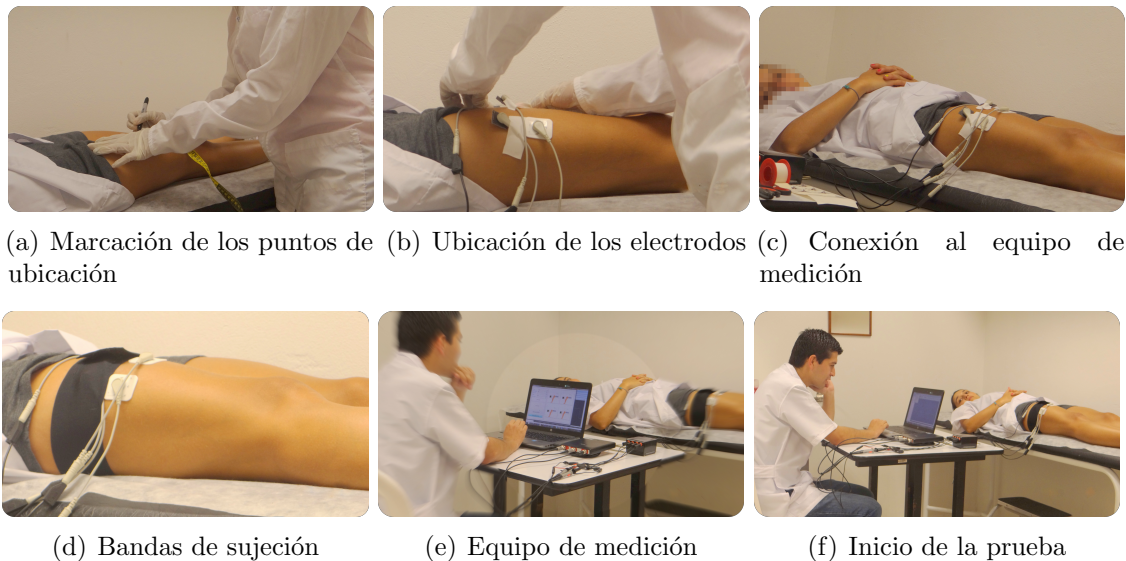 (a) Marcación de los puntos de
ubicación
(b) Ubicación de los electrodos
(c) Conexión al equipo de
medición
(d) Bandas de sujeción
(e) Equipo de medición
(f) Inicio de la prueba